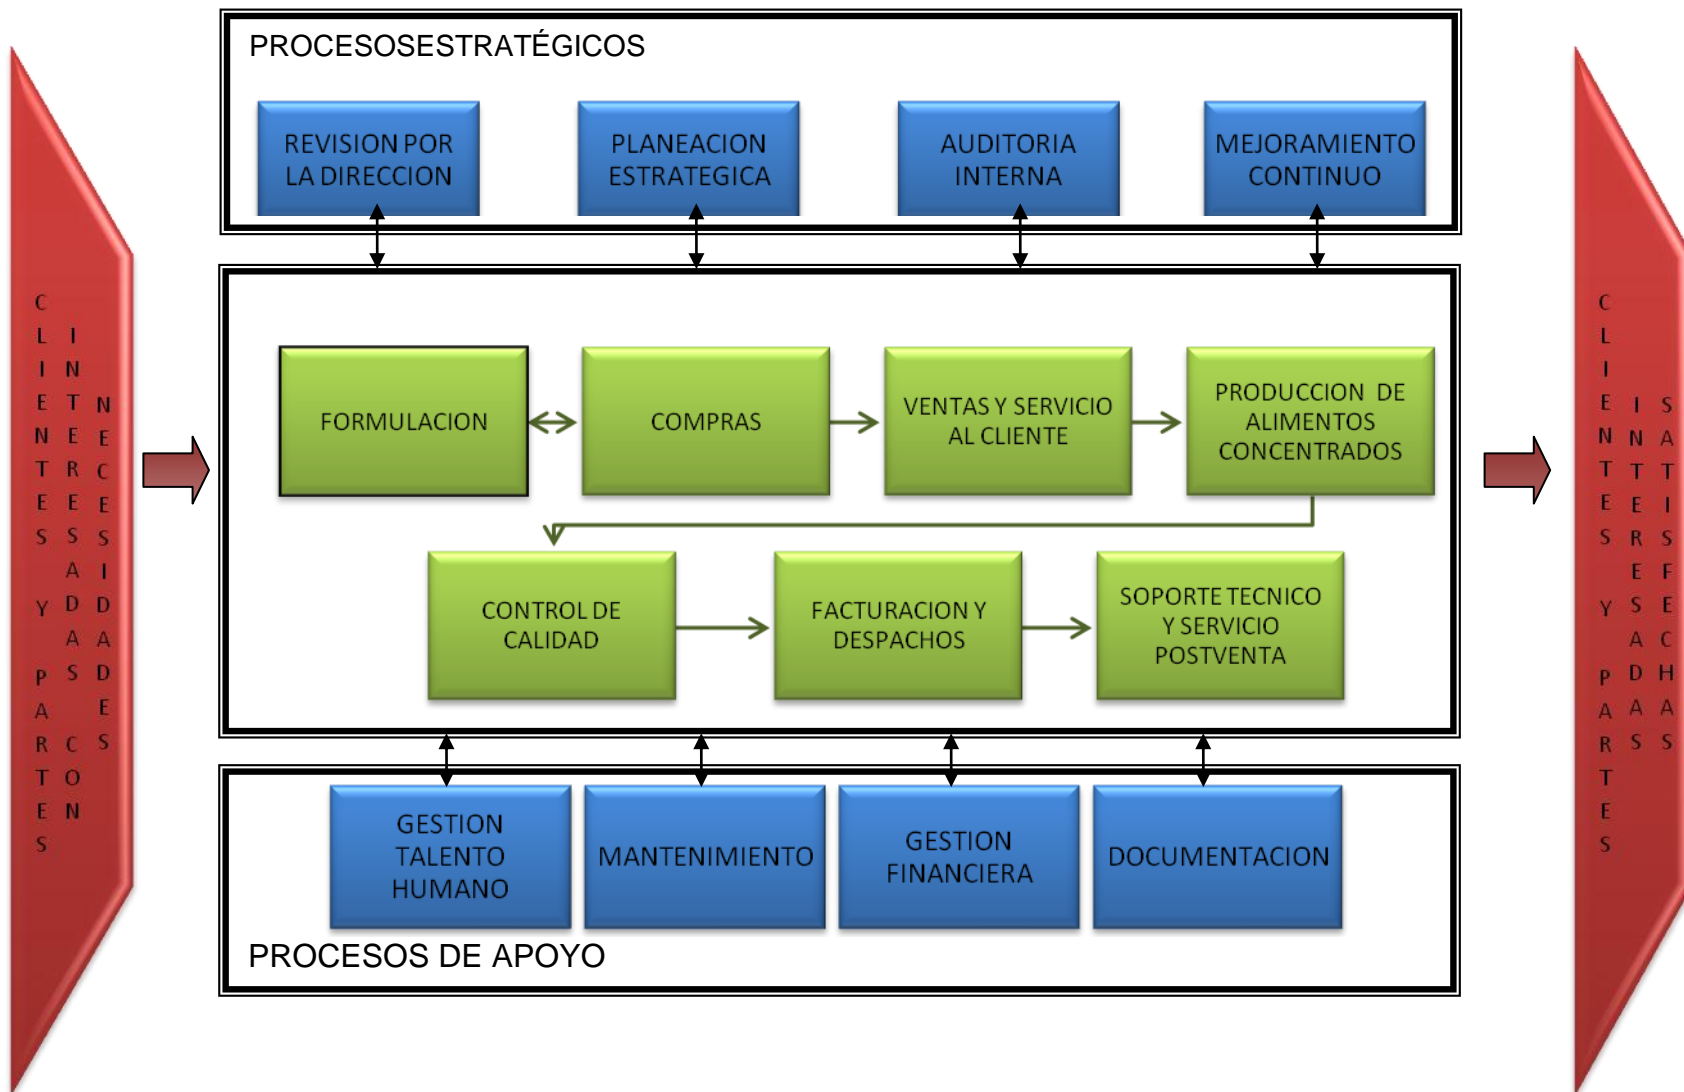 PROCESOSESTRATÉGICOS
REVISION POR
LA DIRECCION
PLANEACION
ESTRATEGICA
AUDITORIA
INTERNA
MEJORAMIENTO
CONTINUO
CLIENTES Y PARTES
INTERESADAS CON
NECESIDADES
FORMULACION
COMPRAS
VENTAS Y SERVICIO
AL CLIENTE
PRODUCCION DE
ALIMENTOS
CONCENTRADOS
CONTROL DE
CALIDAD
FACTURACION Y
DESPACHOS
SOPORTE TECNICO
Y SERVICIO
POSTVENTA
CLIENTES Y PARTES
INTERESADAS
SATISFECHAS
GESTION
TALENTO
HUMANO
MANTENIMIENTO
GESTION
FINANCIERA
DOCUMENTACION
PROCESOS DE APOYO